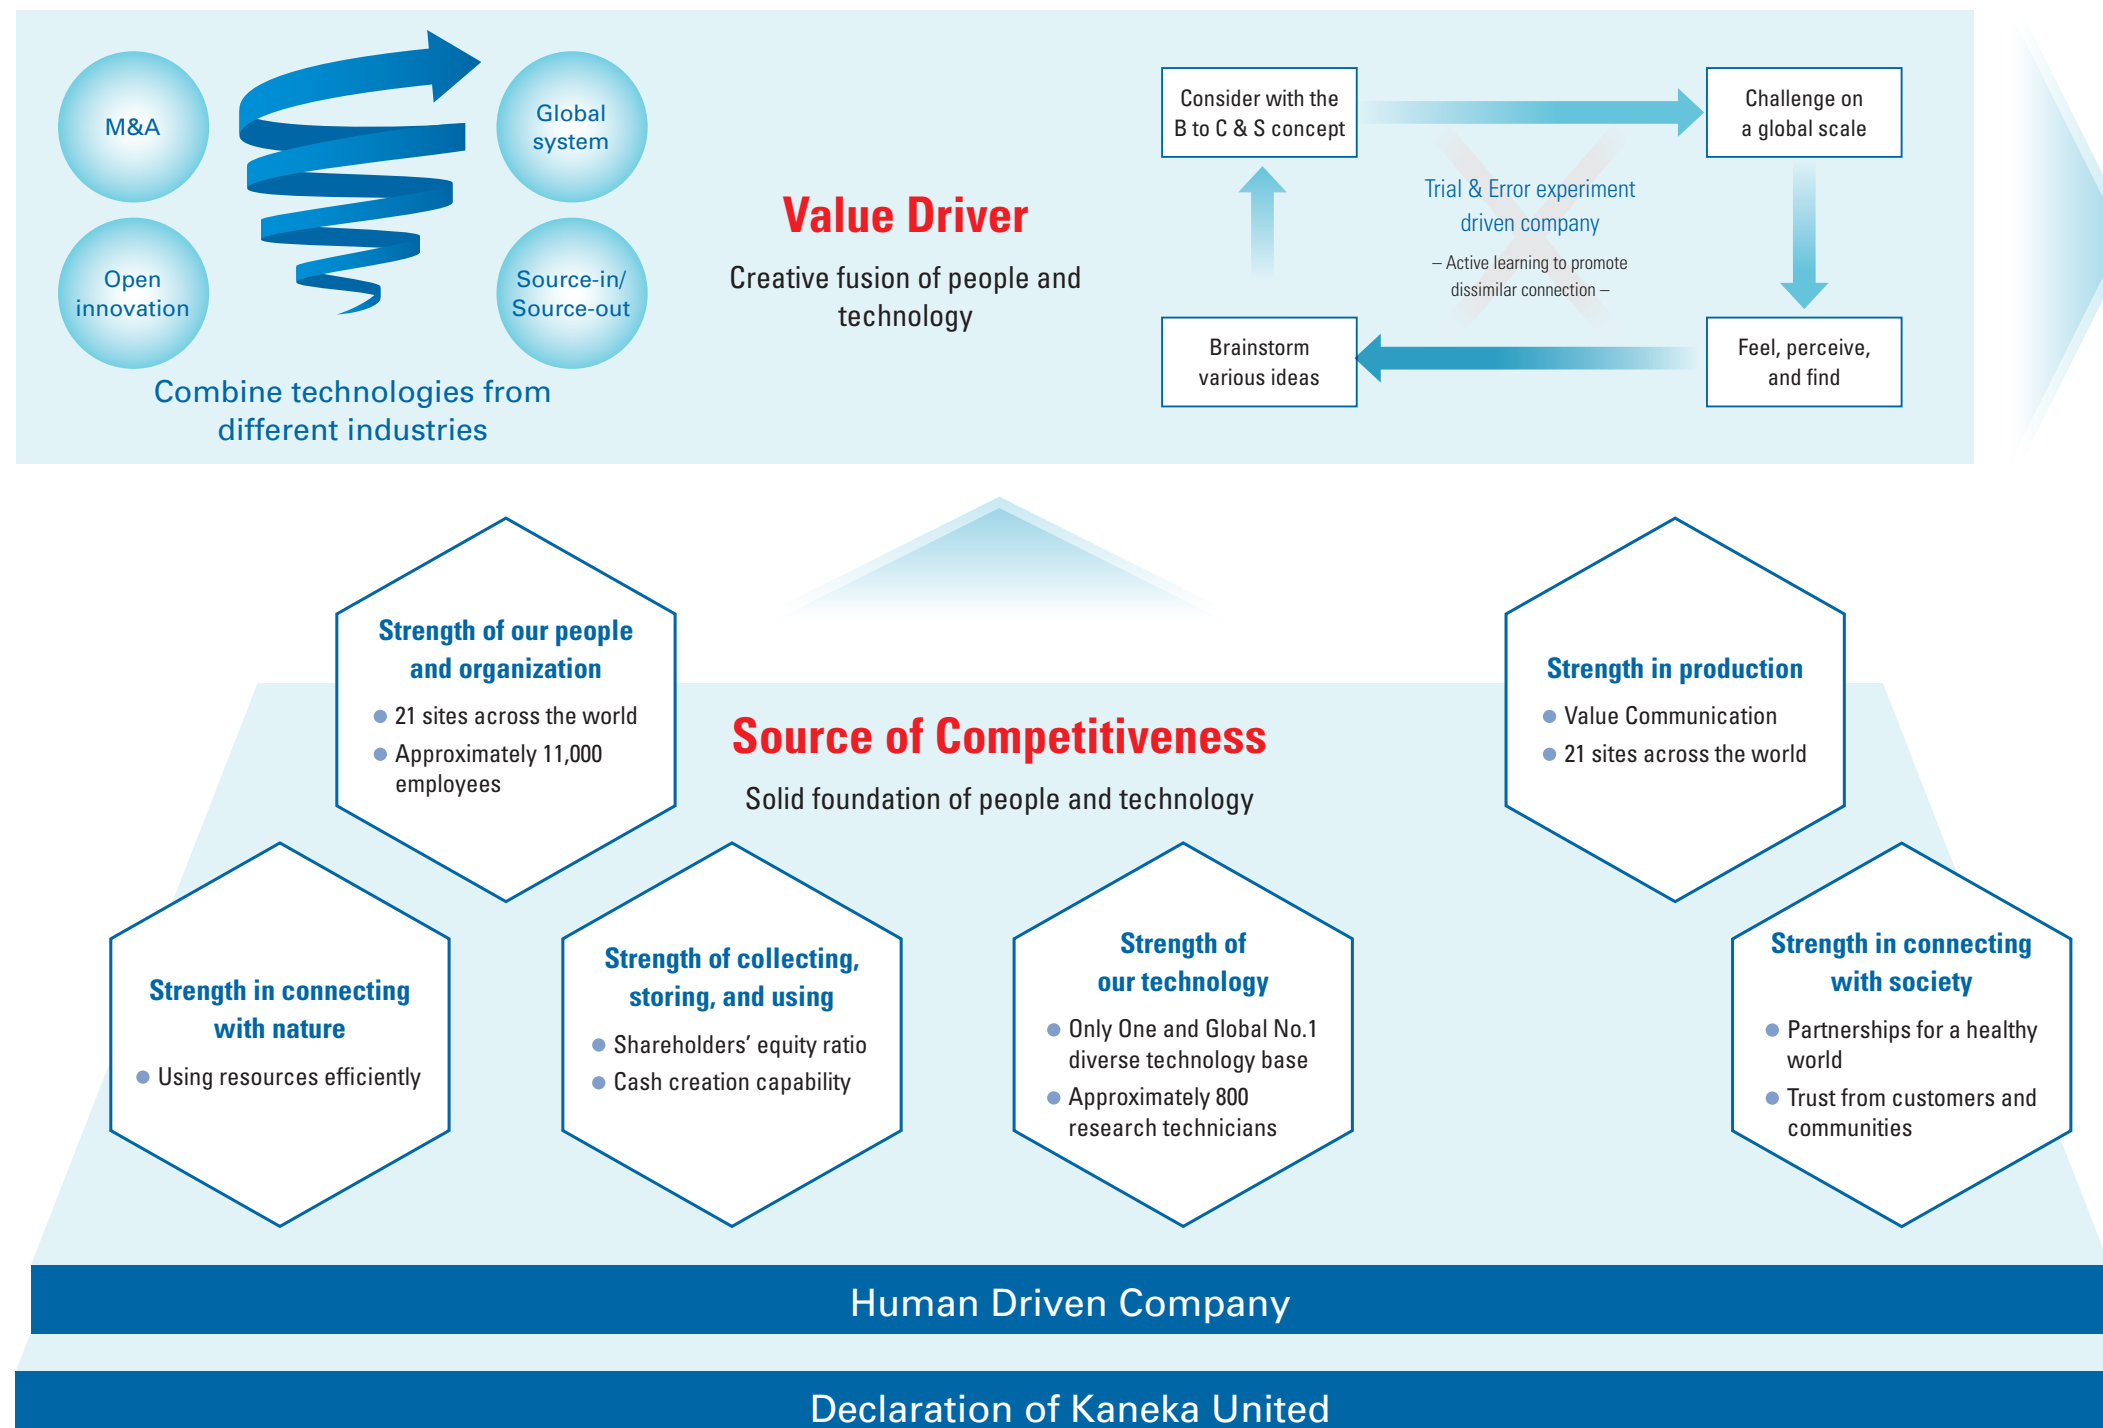 M&A
Global
system
Open
innovation
Source-in/
Source-out
Combine technologies from
different industries
Value Driver
Creative fusion of people and
technology
Consider with the
B to C & S concept
Challenge on
a global scale
Trial & Error experiment
driven company
– Active learning to promote
dissimilar connection –
Brainstorm
various ideas
Feel, perceive,
and find
Source of Competitiveness
Solid foundation of people and technology
Strength of our people
and organization
● 21 sites across the world
● Approximately 11,000
employees
Strength in production
● Value Communication
● 21 sites across the world
Strength in connecting
with nature
● Using resources efficiently
Strength of collecting,
storing, and using
● Shareholders’ equity ratio
● Cash creation capability
Strength of
our technology
● Only One and Global No.1
diverse technology base
● Approximately 800
research technicians
Strength in connecting
with society
● Partnerships for a healthy
world
● Trust from customers and
communities
Human Driven Company
Declaration of Kaneka United